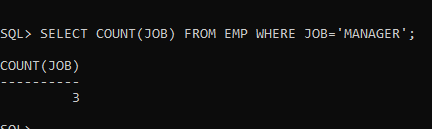 SQL> SELECT COUNT(JOB) FROM EMP WHERE JOB='MANAGER';
COUNT(JOB)
----------
3
SQL>